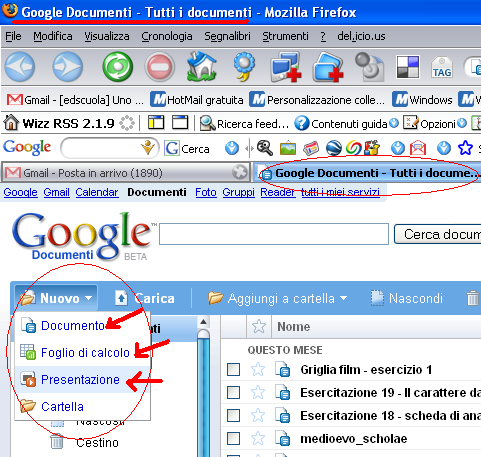 Google Documenti - Tutti i documenti - Mozilla Firefox
File Modifica Visualizza Cronologia Segnalibri Strumenti ? del.icio.us
TAG
Gmail - [edscuola] Uno ... HotMail gratuita Personalizzazione colle... Windows W
Wizz RSS 2.1.9 Ricerca feed... Contenuti guida Opzioni
Google Cerca S
Gmail - Posta in arrivo (1890) Google Documenti - Tutti i docume...
Google Gmail Calendar Documenti Foto Gruppi Reader tutti i miei servizi
Google
Documenti BETA
Cerca docum
Nuovo Carica Aggiungi a cartella Nascondi
Documento ti Nome
Foglio di calcolo QUESTO MESE
Presentazione Griglia film - esercizio 1
Cartella Esercitazione 19 - Il carattere da
Nascosti Esercitazione 18 - scheda di ana
Cestino medioevo_scholae